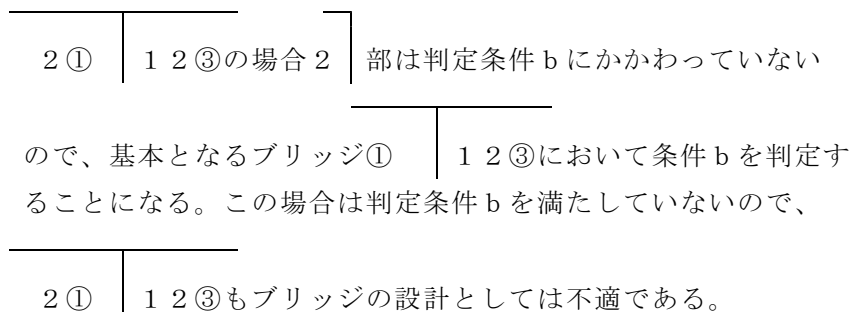 ２① １２③の場合２ 部は判定条件ｂにかかわっていない
ので、基本となるブリッジ① １２③において条件ｂを判定す
ることになる。この場合は判定条件ｂを満たしていないので、
２① １２③もブリッジの設計としては不適である。